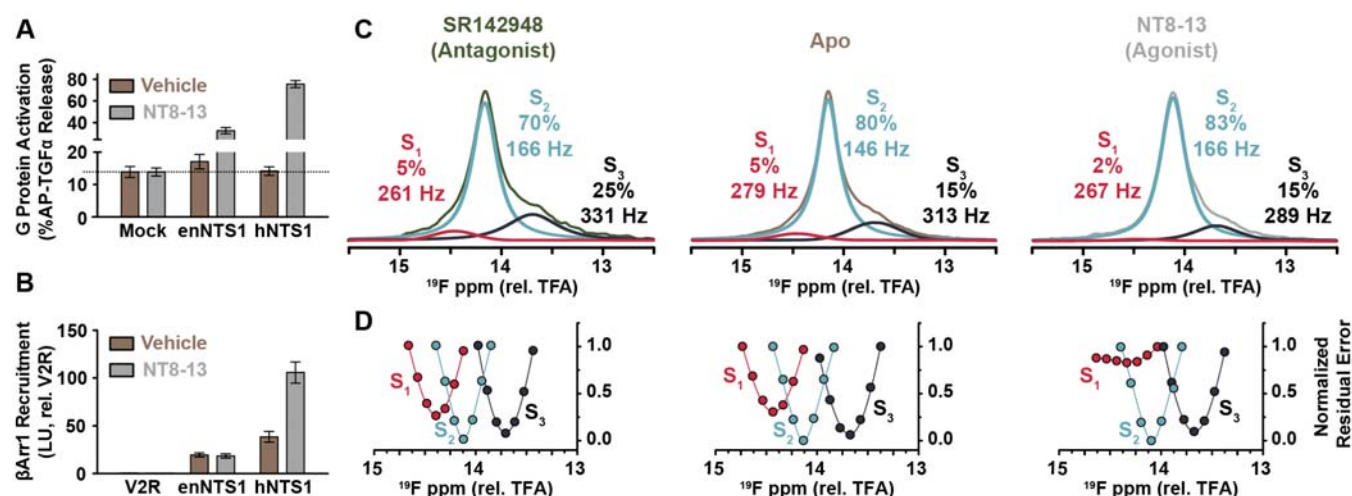 A
G Protein Activation
(%AP-TGFα Release)
80
60
40
20
10
0
Vehicle
NT8-13
Mock
enNTS1
hNTS1
B
βArr1 Recruitment
(LU, rel. V2R)
150
100
50
0
Vehicle
NT8-13
V2R
enNTS1
hNTS1
C
SR142948
(Antagonist)
S1
5%
261 Hz
S2
70%
166 Hz
S3
25%
331 Hz
15
14
13
19F ppm (rel. TFA)
Apo
S1
5%
279 Hz
S2
80%
146 Hz
S3
15%
313 Hz
15
14
13
19F ppm (rel. TFA)
NT8-13
(Agonist)
S1
2%
267 Hz
S2
83%
166 Hz
S3
15%
289 Hz
15
14
13
19F ppm (rel. TFA)
D
S1
S2
S3
1.0
0.5
0.0
15
14
13
19F ppm (rel. TFA)
S1
S2
S3
1.0
0.5
0.0
15
14
13
19F ppm (rel. TFA)
S1
S2
S3
1.0
0.5
0.0
Normalized
Residual Error
15
14
13
19F ppm (rel. TFA)